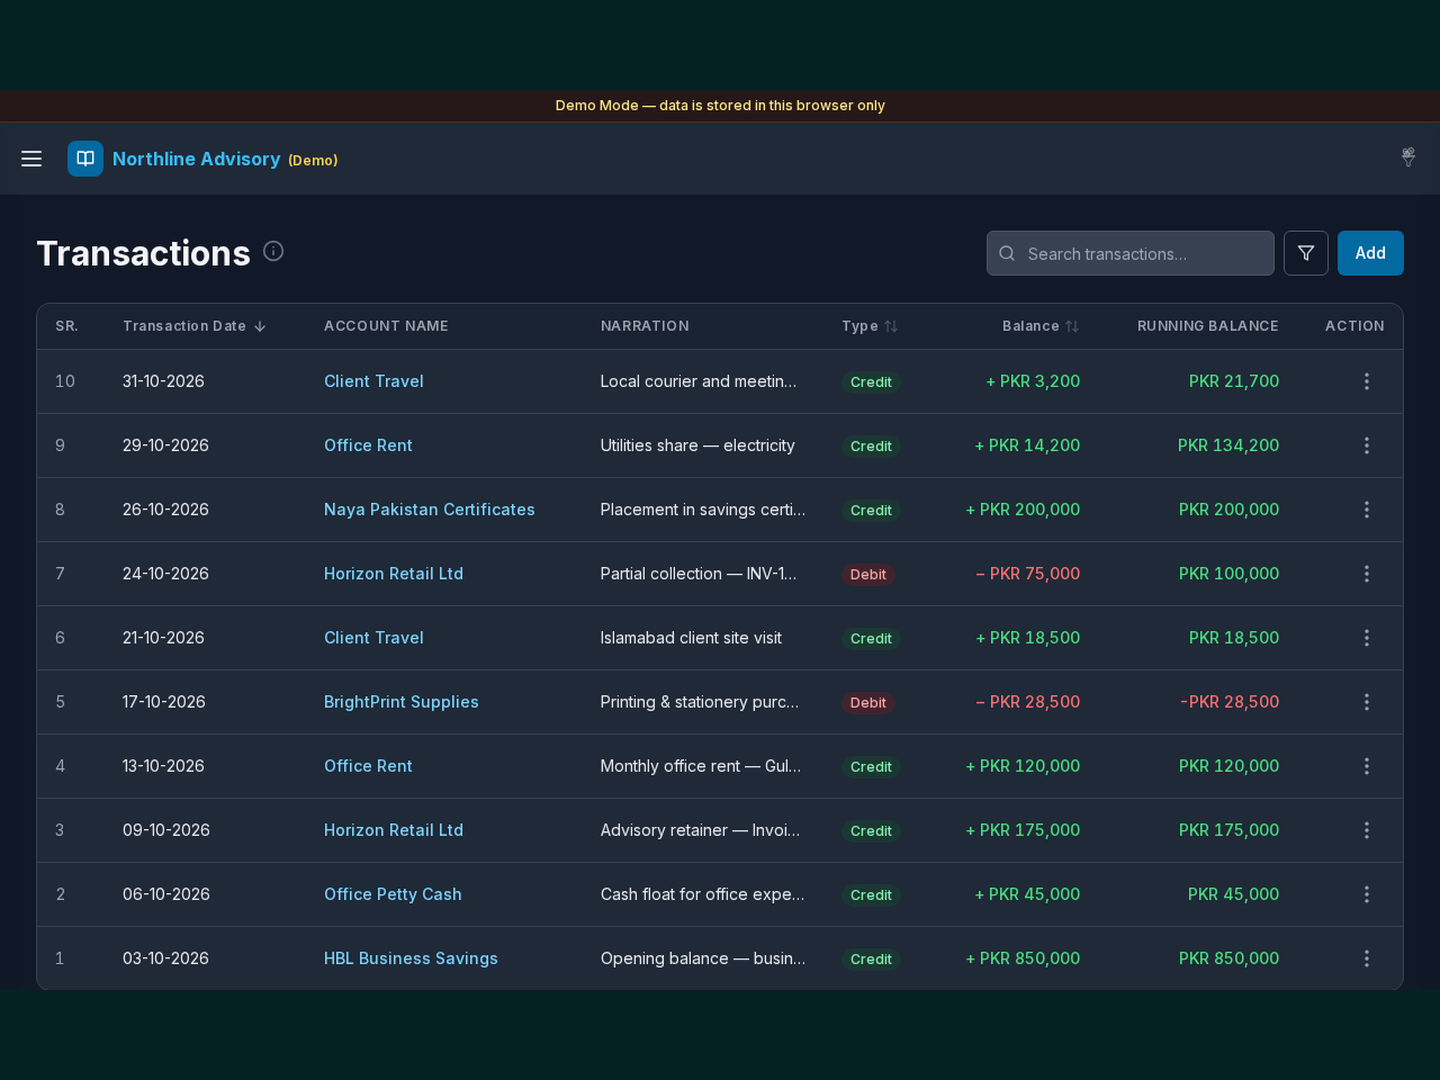 Demo Mode — data is stored in this browser only
Northline Advisory (Demo)
Transactions
Search transactions...
Add
SR. Transaction Date ACCOUNT NAME NARRATION Type Balance RUNNING BALANCE ACTION
10 31-10-2026 Client Travel Local courier and meetin... Credit + PKR 3,200 PKR 21,700
9 29-10-2026 Office Rent Utilities share — electricity Credit + PKR 14,200 PKR 134,200
8 26-10-2026 Naya Pakistan Certificates Placement in savings certi... Credit + PKR 200,000 PKR 200,000
7 24-10-2026 Horizon Retail Ltd Partial collection — INV-1... Debit − PKR 75,000 PKR 100,000
6 21-10-2026 Client Travel Islamabad client site visit Credit + PKR 18,500 PKR 18,500
5 17-10-2026 BrightPrint Supplies Printing & stationery purc... Debit − PKR 28,500 -PKR 28,500
4 13-10-2026 Office Rent Monthly office rent — Gul... Credit + PKR 120,000 PKR 120,000
3 09-10-2026 Horizon Retail Ltd Advisory retainer — Invoi... Credit + PKR 175,000 PKR 175,000
2 06-10-2026 Office Petty Cash Cash float for office expe... Credit + PKR 45,000 PKR 45,000
1 03-10-2026 HBL Business Savings Opening balance — busin... Credit + PKR 850,000 PKR 850,000